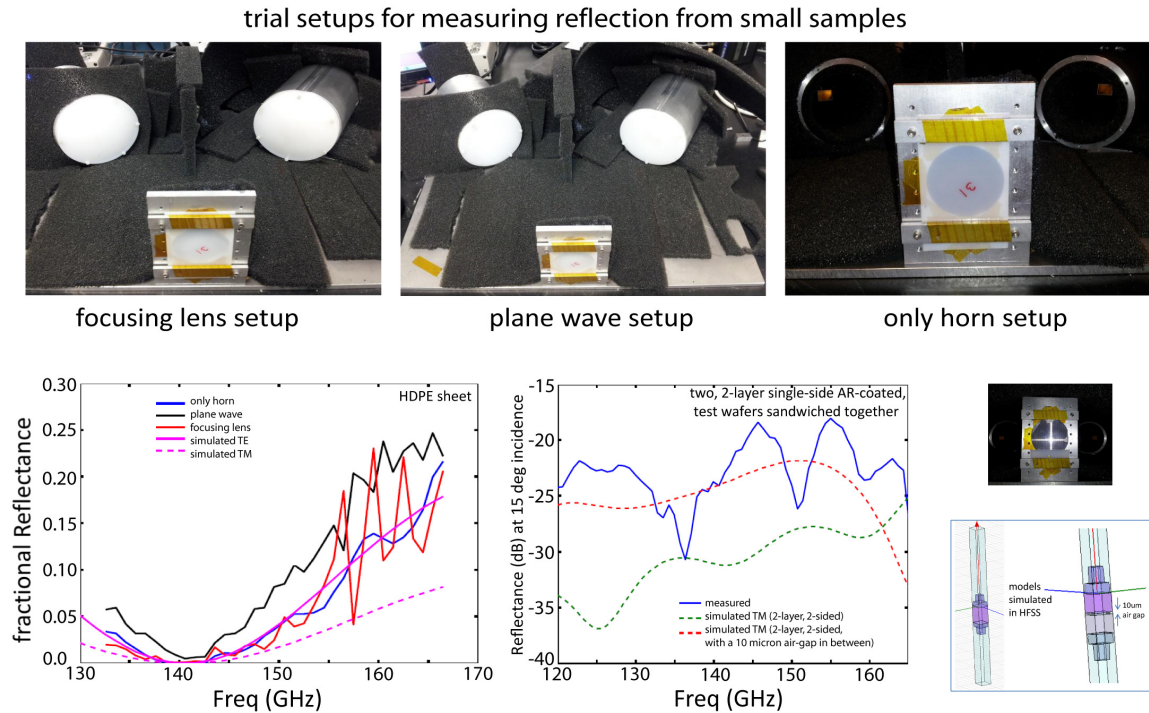 trial setups for measuring reflection from small samples
31
31
31
focusing lens setup
plane wave setup
only horn setup
HDPE sheet
only horn
plane wave
focusing lens
simulated TE
simulated TM
fractional Reflectance
0.30
0.25
0.20
0.15
0.10
0.05
0.0
130
140
150
160
170
Freq (GHz)
two, 2-layer single-side AR-coated,
test wafers sandwiched together
Reflectance (dB) at 15 deg incidence
-15
-20
-25
-30
-35
-40
measured
simulated TM (2-layer, 2-sided)
simulated TM (2-layer, 2-sided,
with a 10 micron air-gap in between)
120
130
140
150
160
Freq (GHz)
models
simulated
in HFSS
10um
air gap